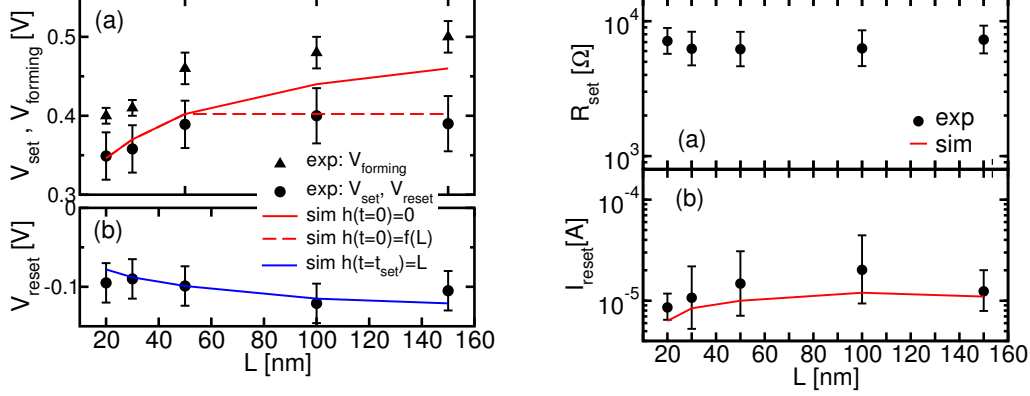 (a)
V_set , V_forming [V]
0.5
0.4
0.3
exp: V_forming
exp: V_set, V_reset
sim h(t=0)=0
sim h(t=0)=f(L)
sim h(t=t_set)=L
(b)
V_reset [V]
0
-0.1
20 40 60 80 100 120 140 160
L [nm]
R_set [Ω]
10^4
10^3
(a)
exp
sim
(b)
I_reset[A]
10^-4
10^-5
20 40 60 80 100 120 140 160
L [nm]